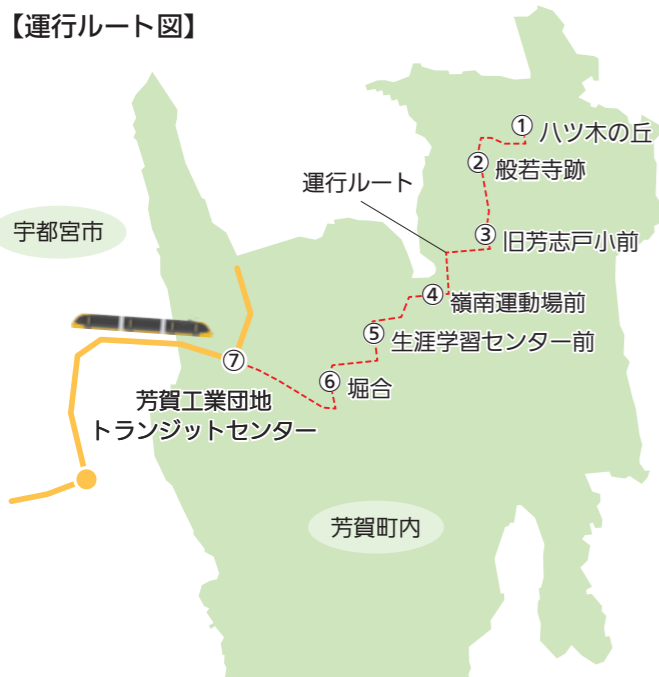 【運行ルート図】
① 八ツ木の丘
② 般若寺跡
運行ルート
宇都宮市
③ 旧芳志戸小前
④ 嶺南運動場前
⑤ 生涯学習センター前
⑦
⑥ 堀合
芳賀工業団地
トランジットセンター
芳賀町内